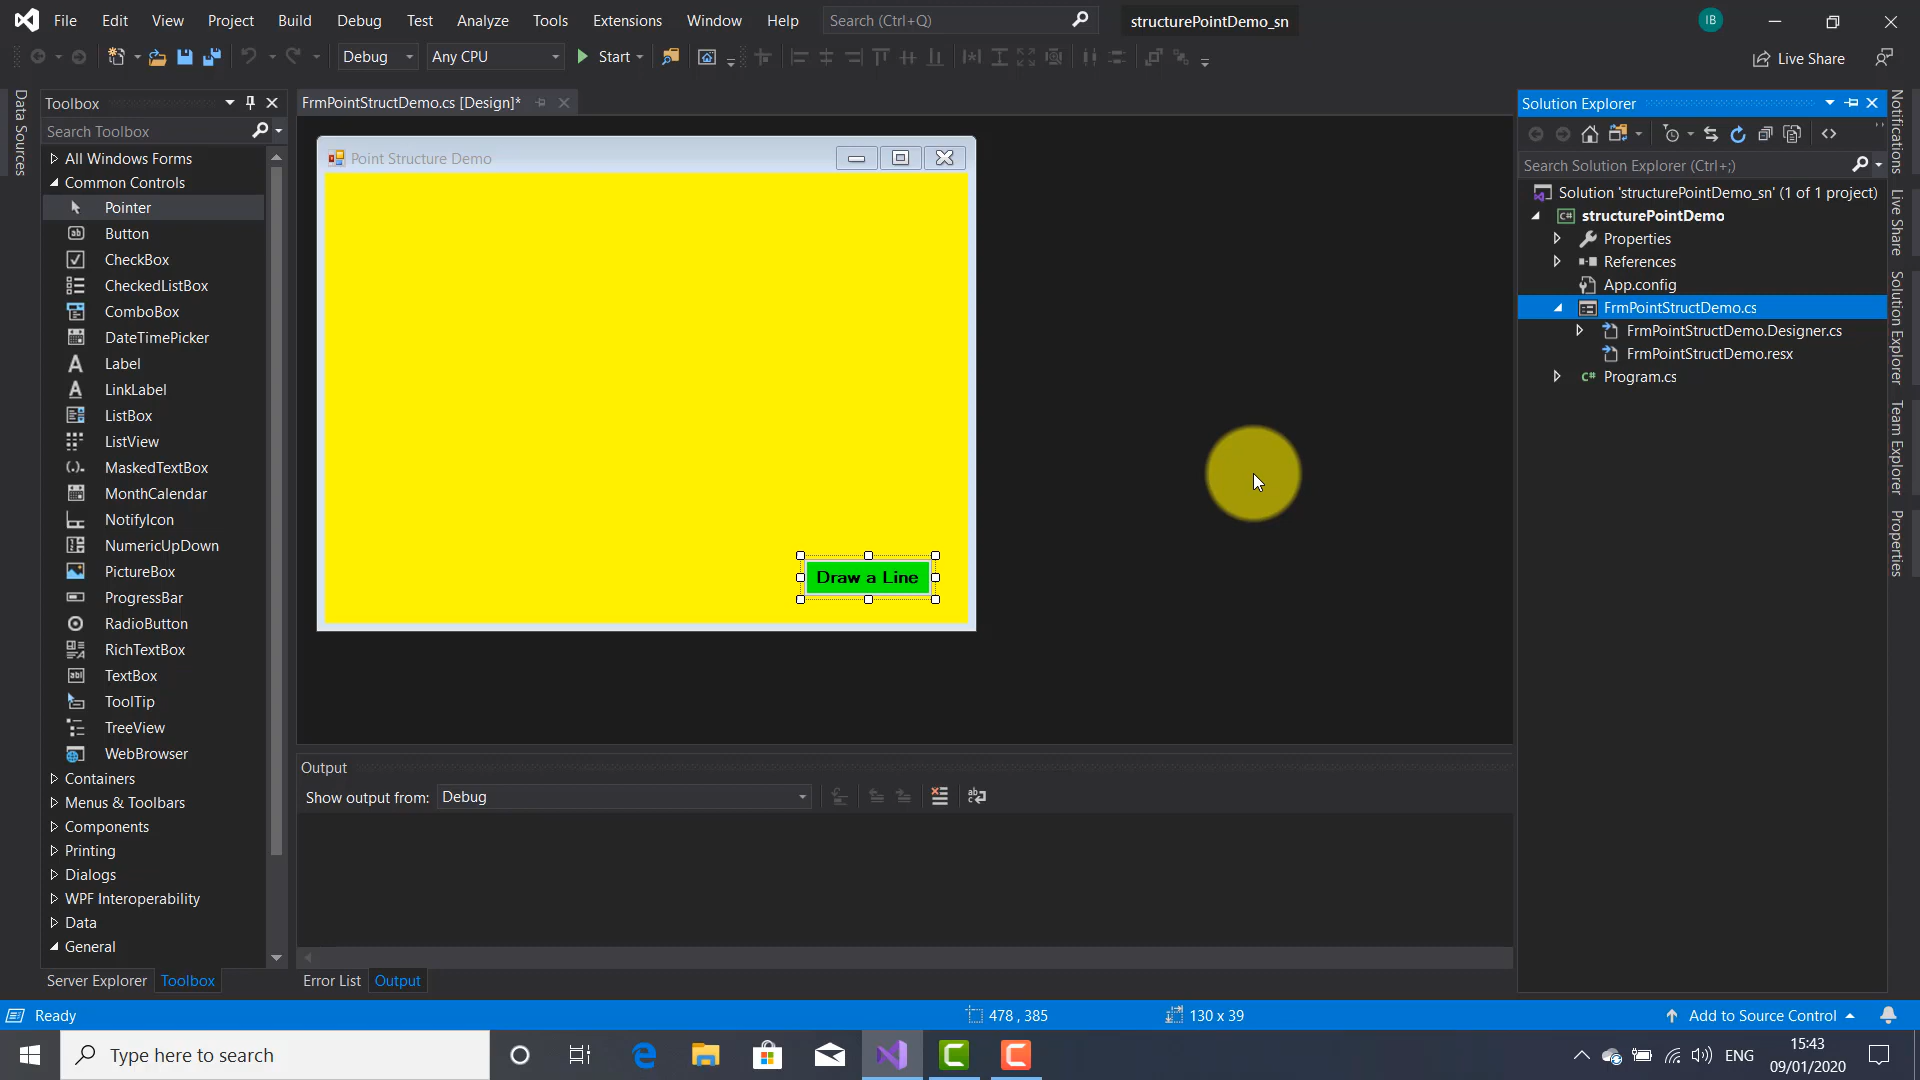 File Edit View Project Build Debug Test Analyze Tools Extensions Window Help Search (Ctrl+Q) structurePointDemo_sn IB
Debug Any CPU Start Live Share
Data Sources
Toolbox
Search Toolbox
All Windows Forms
Common Controls
Pointer
Button
CheckBox
CheckedListBox
ComboBox
DateTimePicker
Label
LinkLabel
ListBox
ListView
MaskedTextBox
MonthCalendar
NotifyIcon
NumericUpDown
PictureBox
ProgressBar
RadioButton
RichTextBox
TextBox
ToolTip
TreeView
WebBrowser
Containers
Menus & Toolbars
Components
Printing
Dialogs
WPF Interoperability
Data
General
Server Explorer Toolbox
FrmPointStructDemo.cs [Design]*
Point Structure Demo
Draw a Line
Output
Show output from: Debug
Error List Output
Solution Explorer
Search Solution Explorer (Ctrl+;)
Solution 'structurePointDemo_sn' (1 of 1 project)
structurePointDemo
Properties
References
App.config
FrmPointStructDemo.cs
FrmPointStructDemo.Designer.cs
FrmPointStructDemo.resx
Program.cs
Notifications
Live Share
Solution Explorer
Team Explorer
Properties
Ready 478 , 385 130 x 39 Add to Source Control
Type here to search ENG 15:43
09/01/2020